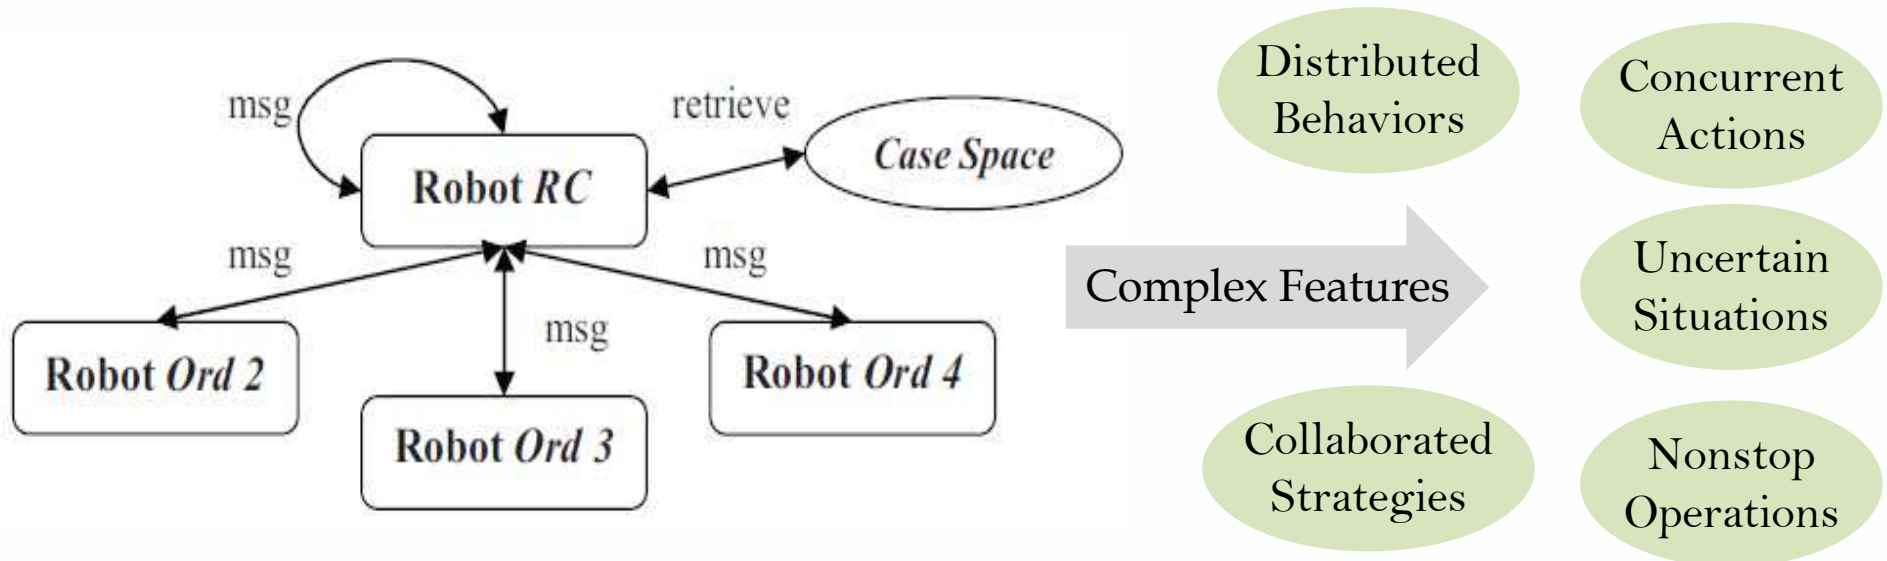 msg
retrieve
Case Space
Robot RC
msg
msg
msg
Robot Ord 2
Robot Ord 3
Robot Ord 4
Complex Features
Distributed
Behaviors
Concurrent
Actions
Uncertain
Situations
Collaborated
Strategies
Nonstop
Operations